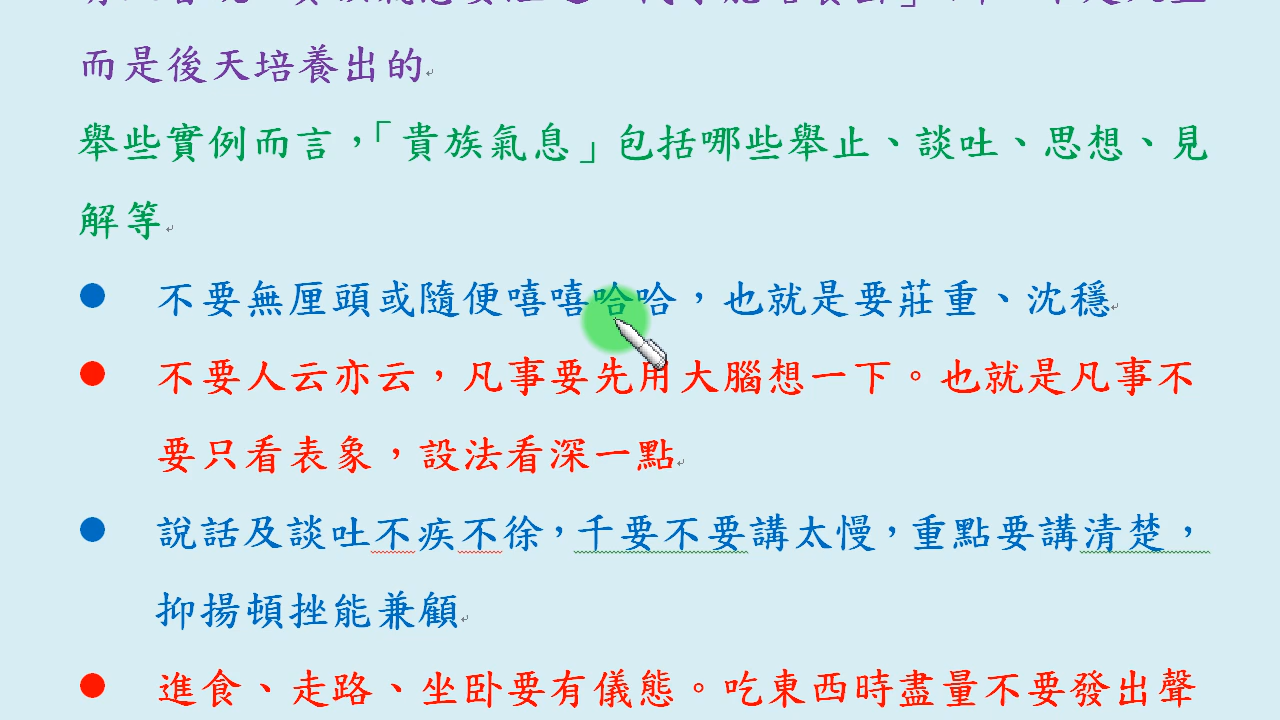 而是後天培養出的
舉些實例而言，「貴族氣息」包括哪些舉止、談吐、思想、見
解等
不要無厘頭或隨便嘻嘻哈哈，也就是要莊重、沈穩
不要人云亦云，凡事要先用大腦想一下。也就是凡事不
要只看表象，設法看深一點
說話及談吐不疾不徐，千要不要講太慢，重點要講清楚，
抑揚頓挫能兼顧
進食、走路、坐卧要有儀態。吃東西時盡量不要發出聲